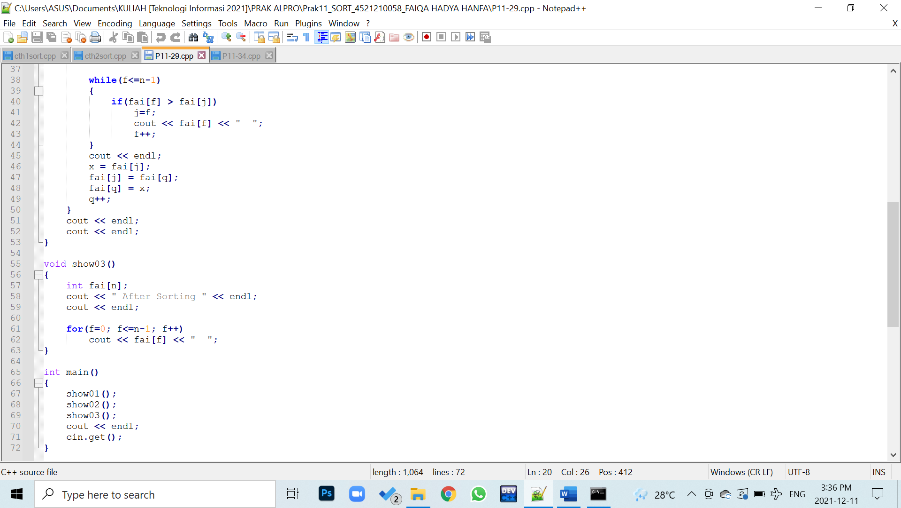 C:\Users\ASUS\Documents\KULIAH [Teknologi Informasi 2021]\PRAK ALPRO\Prak11_SORT_4521210058_FAIQA HADYA HANFA\P11-29.cpp - Notepad++
File Edit Search View Encoding Language Settings Tools Macro Run Plugins Window ? X
cth1sort.cpp cth2sort.cpp P11-29.cpp P11-34.cpp
37
38 while(f<=n-1)
39 {
40 if(fai[f] > fai[j])
41 j=f;
42 cout << fai[f] << "  ";
43 f++;
44 }
45 cout << endl;
46 x = fai[j];
47 fai[j] = fai[q];
48 fai[q] = x;
49 q++;
50 }
51 cout << endl;
52 cout << endl;
53 }
54
55 void show03()
56 {
57 int fai[n];
58 cout << " After Sorting " << endl;
59 cout << endl;
60
61 for(f=0; f<=n-1; f++)
62 cout << fai[f] << "  ";
63 }
64
65 int main()
66 {
67 show01();
68 show02();
69 show03();
70 cout << endl;
71 cin.get();
72 }
C++ source file length : 1,064 lines : 72 Ln : 20 Col : 26 Pos : 412 Windows (CR LF) UTF-8 INS
Type here to search Ps 2 DEV W 28°C ENG 3:36 PM
2021-12-11